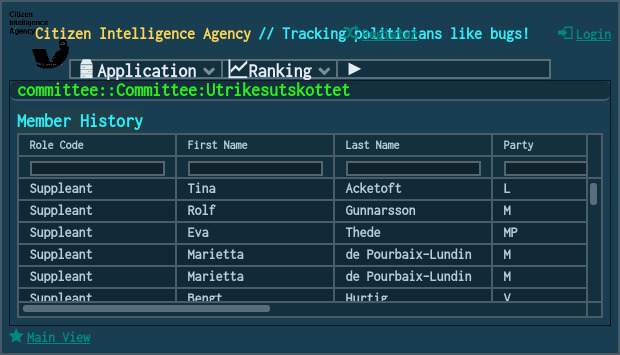 Citizen
Intelligence
Agency
Citizen Intelligence Agency // Tracking politicians like bugs!
Login
Application
Ranking
committee::Committee:Utrikesutskottet
Member History
Role Code First Name Last Name Party
Suppleant Tina Acketoft L
Suppleant Rolf Gunnarsson M
Suppleant Eva Thede MP
Suppleant Marietta de Pourbaix-Lundin M
Suppleant Marietta de Pourbaix-Lundin M
Suppleant Bengt Hurtig V
Main View